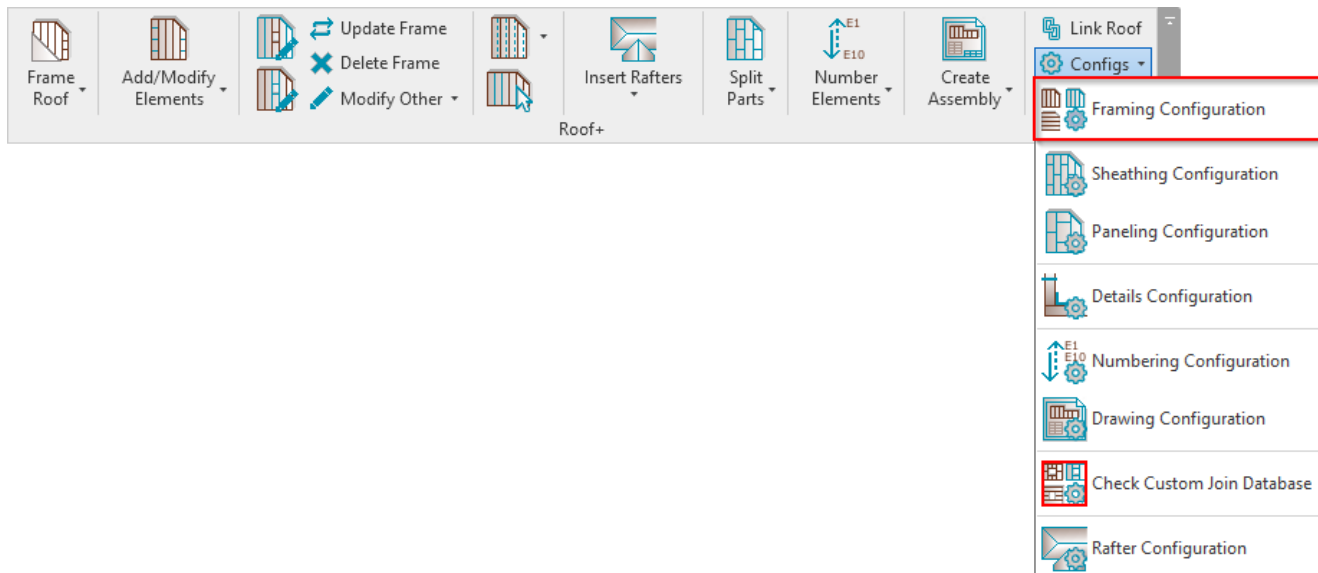 Frame
Roof
Add/Modify
Elements
Update Frame
Delete Frame
Modify Other
Insert Rafters
Split
Parts
E1
E10
Number
Elements
Create
Assembly
Link Roof
Configs
Roof+
Framing Configuration
Sheathing Configuration
Paneling Configuration
Details Configuration
E1
E10
Numbering Configuration
Drawing Configuration
Check Custom Join Database
Rafter Configuration